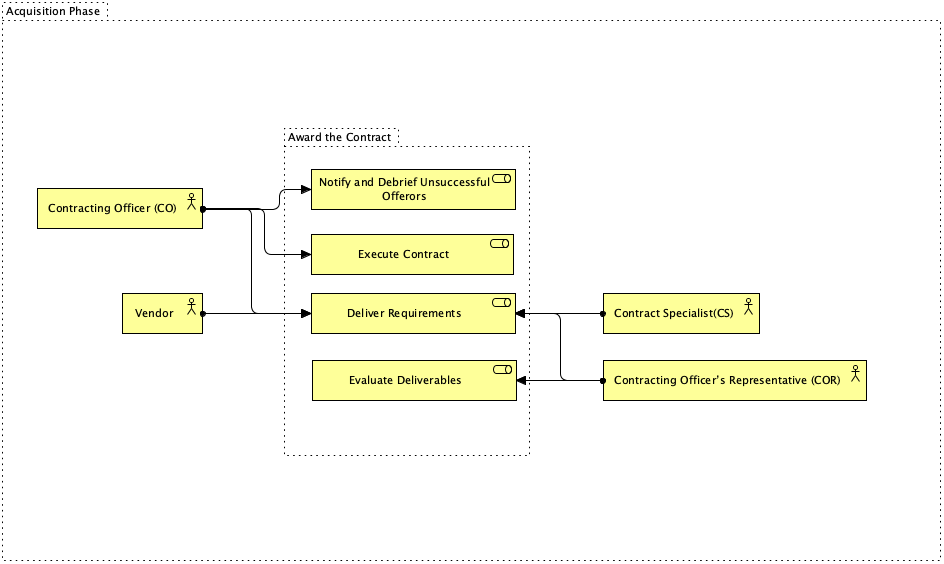 Acquisition Phase
Award the Contract
Notify and Debrief Unsuccessful
Offerors
Contracting Officer (CO)
Execute Contract
Vendor
Deliver Requirements
Contract Specialist(CS)
Evaluate Deliverables
Contracting Officer's Representative (COR)